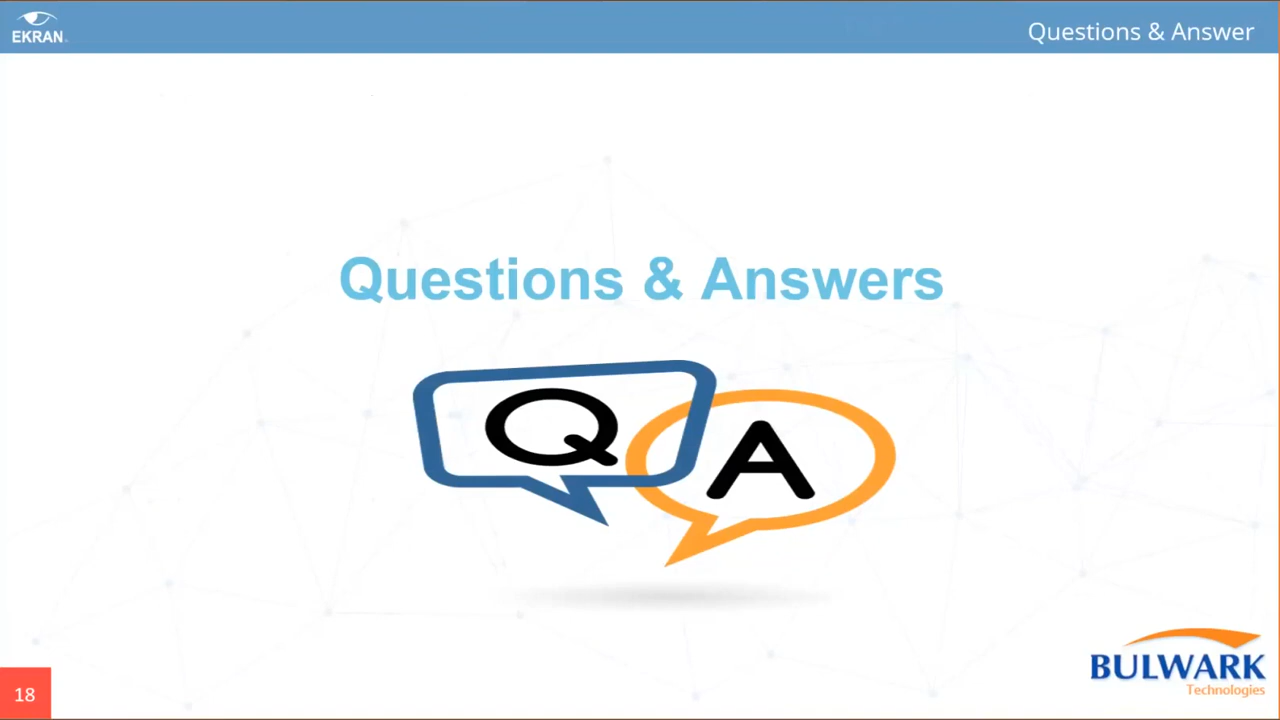 EKRAN
Questions & Answer
Questions & Answers
Q A
18
BULWARK
Technologies